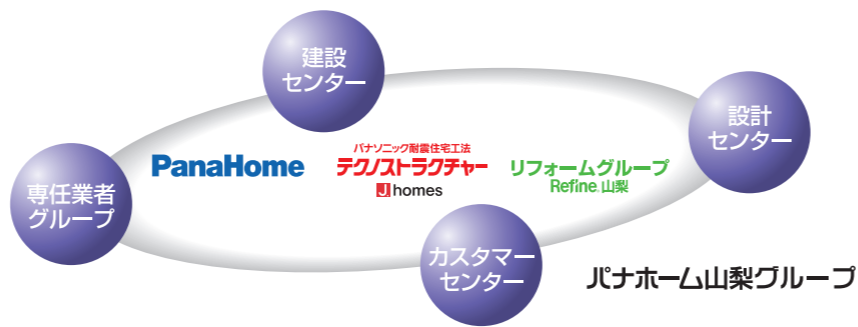 建設
センター
設計
センター
PanaHome
パナソニック耐震住宅工法
テクノストラクチャー
J homes
リフォームグループ
Refine 山梨
専任業者
グループ
カスタマー
センター
パナホーム山梨グループ